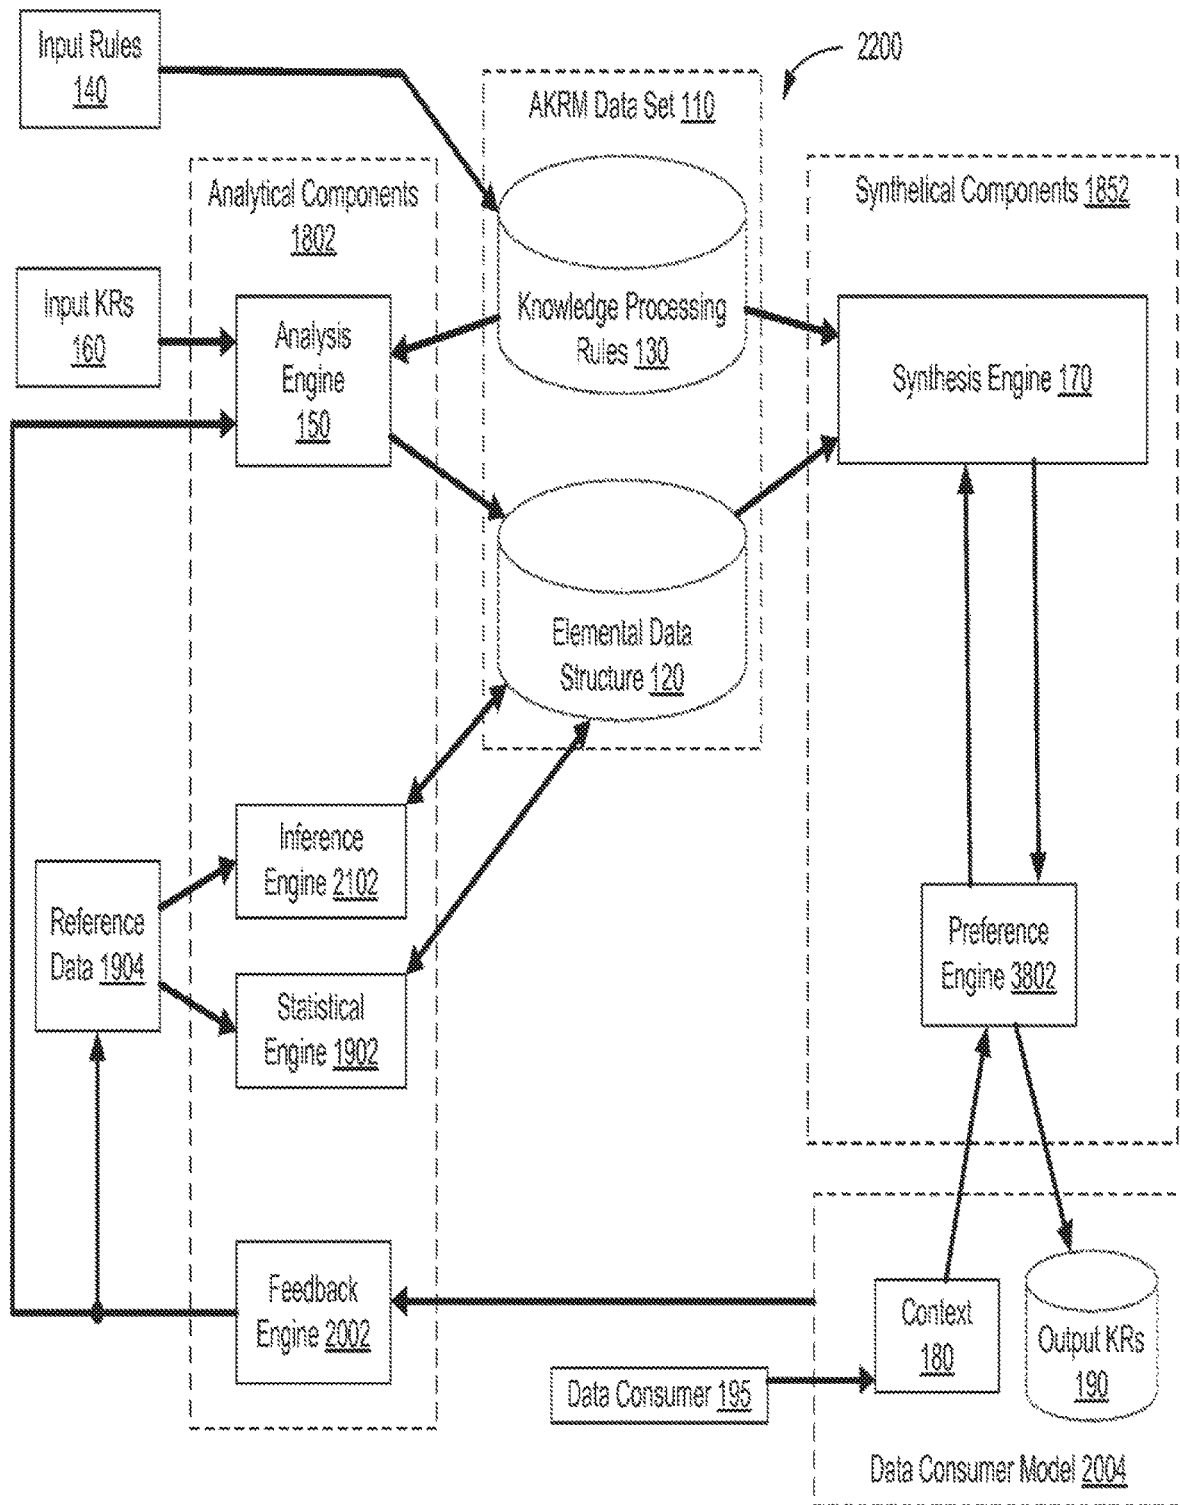 Input Rules
140
2200
AKRM Data Set 110
Analytical Components
1802
Synthetical Components 1852
Input KRs
160
Analysis
Engine
150
Knowledge Processing
Rules 130
Synthesis Engine 170
Elemental Data
Structure 120
Inference
Engine 2102
Reference
Data 1904
Preference
Engine 3802
Statistical
Engine 1902
Feedback
Engine 2002
Context
180
Output KRs
190
Data Consumer 195
Data Consumer Model 2004